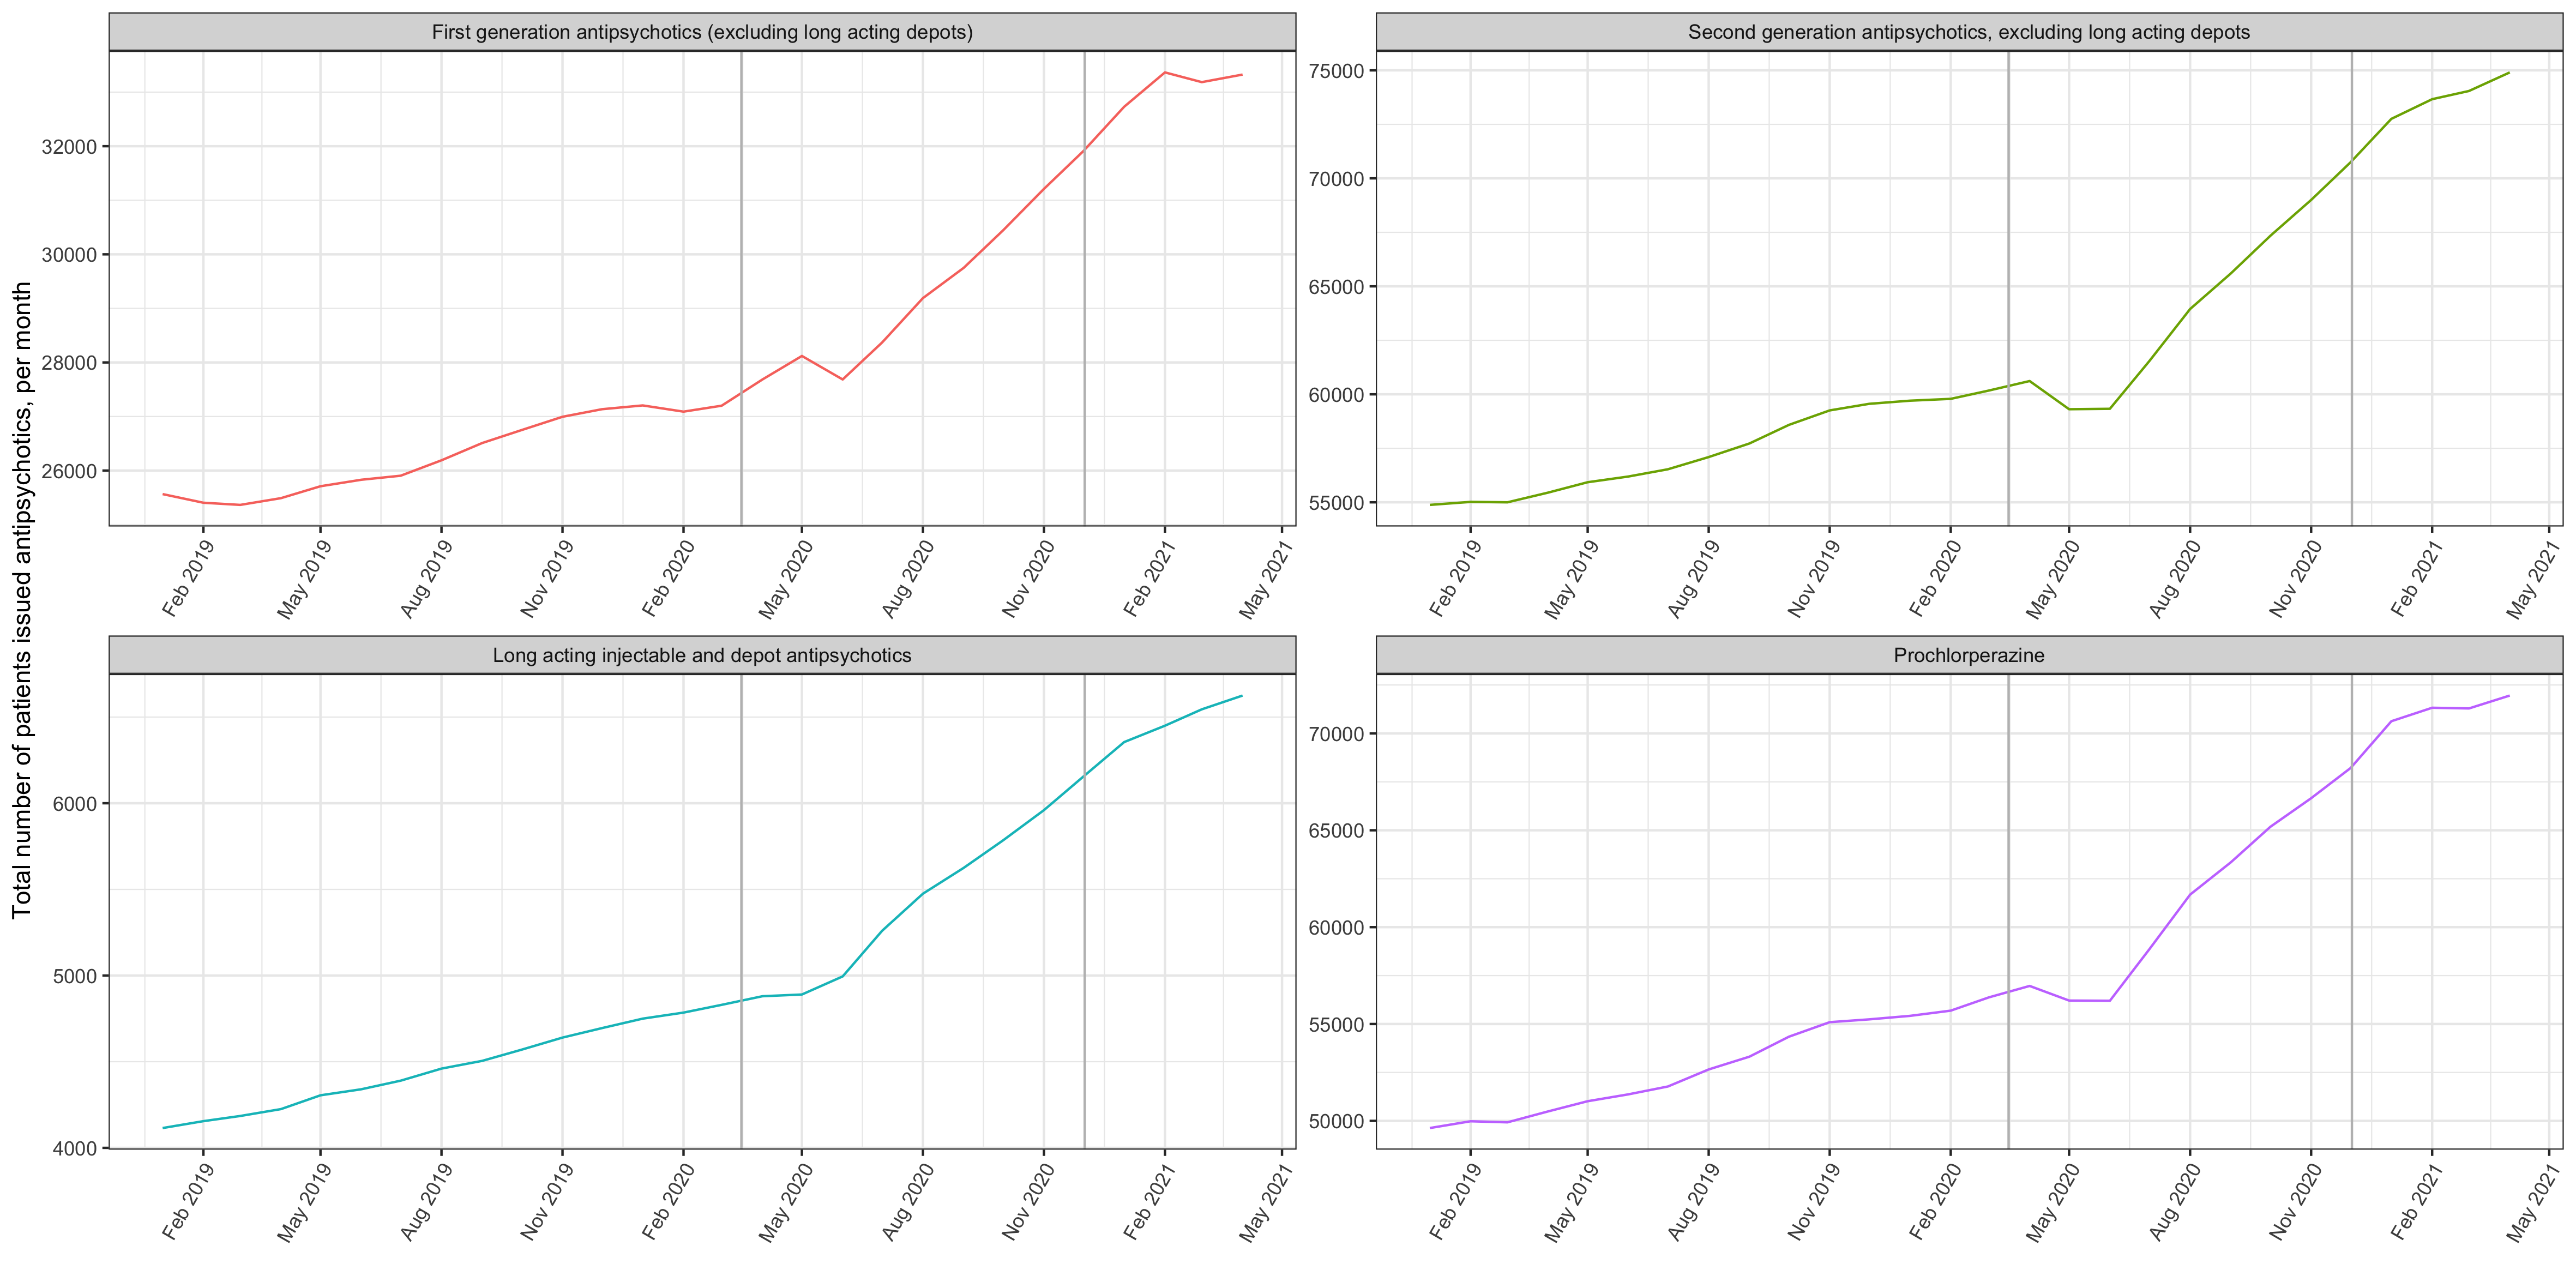 Total number of patients issued antipsychotics, per month
First generation antipsychotics (excluding long acting depots)
32000
30000
28000
26000
Feb 2019
May 2019
Aug 2019
Nov 2019
Feb 2020
May 2020
Aug 2020
Nov 2020
Feb 2021
May 2021
Second generation antipsychotics, excluding long acting depots
75000
70000
65000
60000
55000
Feb 2019
May 2019
Aug 2019
Nov 2019
Feb 2020
May 2020
Aug 2020
Nov 2020
Feb 2021
May 2021
Long acting injectable and depot antipsychotics
6000
5000
4000
Feb 2019
May 2019
Aug 2019
Nov 2019
Feb 2020
May 2020
Aug 2020
Nov 2020
Feb 2021
May 2021
Prochlorperazine
70000
65000
60000
55000
50000
Feb 2019
May 2019
Aug 2019
Nov 2019
Feb 2020
May 2020
Aug 2020
Nov 2020
Feb 2021
May 2021